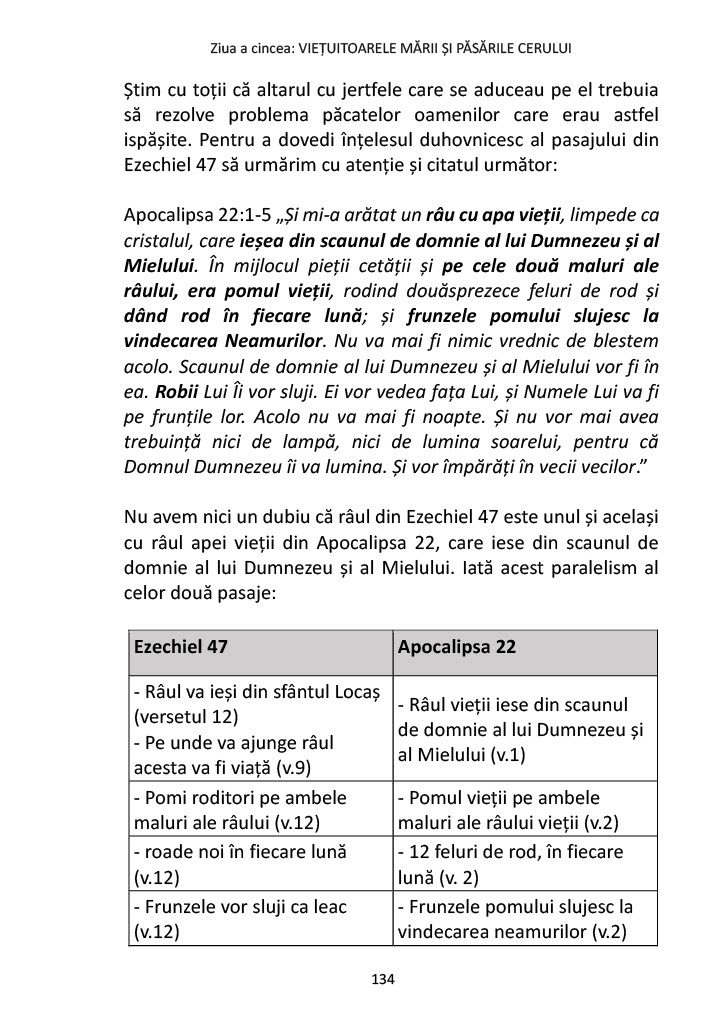 Ziua a cincea: VIEȚUITOARELE MĂRII ȘI PĂSĂRILE CERULUI
Știm cu toții că altarul cu jertfele care se aduceau pe el trebuia
să rezolve problema păcatelor oamenilor care erau astfel
ispășite. Pentru a dovedi înțelesul duhovnicesc al pasajului din
Ezechiel 47 să urmărim cu atenție și citatul următor:
Apocalipsa 22:1-5 „Și mi-a arătat un râu cu apa vieții, limpede ca
cristalul, care ieșea din scaunul de domnie al lui Dumnezeu și al
Mielului. În mijlocul pieții cetății și pe cele două maluri ale
râului, era pomul vieții, rodind douăsprezece feluri de rod și
dând rod în fiecare lună; și frunzele pomului slujesc la
vindecarea Neamurilor. Nu va mai fi nimic vrednic de blestem
acolo. Scaunul de domnie al lui Dumnezeu și al Mielului vor fi în
ea. Robii Lui Îi vor sluji. Ei vor vedea fața Lui, și Numele Lui va fi
pe frunțile lor. Acolo nu va mai fi noapte. Și nu vor mai avea
trebuință nici de lampă, nici de lumina soarelui, pentru că
Domnul Dumnezeu îi va lumina. Și vor împărăți în vecii vecilor.”
Nu avem nici un dubiu că râul din Ezechiel 47 este unul și același
cu râul apei vieții din Apocalipsa 22, care iese din scaunul de
domnie al lui Dumnezeu și al Mielului. Iată acest paralelism al
celor două pasaje:
Ezechiel 47
Apocalipsa 22
- Râul va ieși din sfântul Locaș
(versetul 12)
- Pe unde va ajunge râul
acesta va fi viață (v.9)
- Râul vieții iese din scaunul
de domnie al lui Dumnezeu și
al Mielului (v.1)
- Pomi roditori pe ambele
maluri ale râului (v.12)
- Pomul vieții pe ambele
maluri ale râului vieții (v.2)
- roade noi în fiecare lună
(v.12)
- 12 feluri de rod, în fiecare
lună (v. 2)
- Frunzele vor sluji ca leac
(v.12)
- Frunzele pomului slujesc la
vindecarea neamurilor (v.2)
134